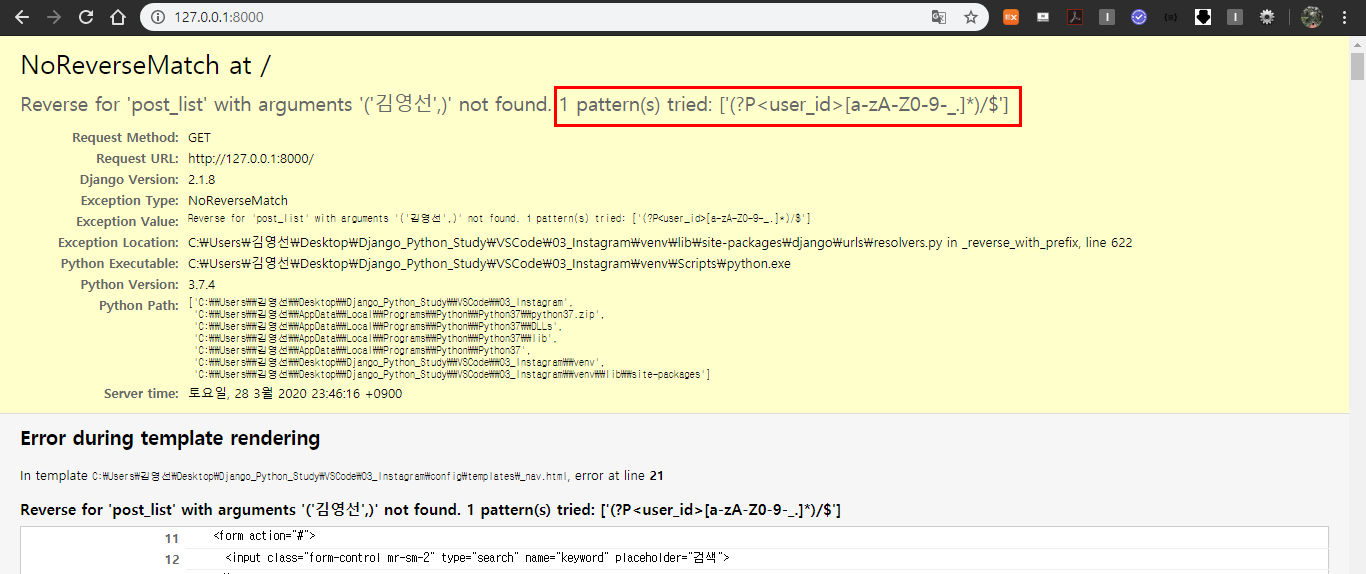 127.0.0.1:8000
NoReverseMatch at /
Reverse for 'post_list' with arguments '('김영선',)' not found. 1 pattern(s) tried: ['(?P<user_id>[a-zA-Z0-9-_.]*)/$']
Request Method: GET
Request URL: http://127.0.0.1:8000/
Django Version: 2.1.8
Exception Type: NoReverseMatch
Exception Value: Reverse for 'post_list' with arguments '('김영선',)' not found. 1 pattern(s) tried: ['(?P<user_id>[a-zA-Z0-9-_.]*)/$']
Exception Location: C:₩Users₩김영선₩Desktop₩Django_Python_Study₩VSCode₩03_Instagram₩venv₩lib₩site-packages₩django₩urls₩resolvers.py in _reverse_with_prefix, line 622
Python Executable: C:₩Users₩김영선₩Desktop₩Django_Python_Study₩VSCode₩03_Instagram₩venv₩Scripts₩python.exe
Python Version: 3.7.4
Python Path: ['C:₩₩Users₩₩김영선₩₩Desktop₩₩Django_Python_Study₩₩VSCode₩₩03_Instagram',
'C:₩₩Users₩₩김영선₩₩AppData₩₩Local₩₩Programs₩₩Python₩₩Python37₩₩python37.zip',
'C:₩₩Users₩₩김영선₩₩AppData₩₩Local₩₩Programs₩₩Python₩₩Python37₩₩DLLs',
'C:₩₩Users₩₩김영선₩₩AppData₩₩Local₩₩Programs₩₩Python₩₩Python37₩₩lib',
'C:₩₩Users₩₩김영선₩₩AppData₩₩Local₩₩Programs₩₩Python₩₩Python37',
'C:₩₩Users₩₩김영선₩₩Desktop₩₩Django_Python_Study₩₩VSCode₩₩03_Instagram₩₩venv',
'C:₩₩Users₩₩김영선₩₩Desktop₩₩Django_Python_Study₩₩VSCode₩₩03_Instagram₩₩venv₩₩lib₩₩site-packages']
Server time: 토요일, 28 3월 2020 23:46:16 +0900
Error during template rendering
In template C:₩Users₩김영선₩Desktop₩Django_Python_Study₩VSCode₩03_Instagram₩config₩templates₩_nav.html, error at line 21
Reverse for 'post_list' with arguments '('김영선',)' not found. 1 pattern(s) tried: ['(?P<user_id>[a-zA-Z0-9-_.]*)/$']
11 <form action="#">
12 <input class="form-control mr-sm-2" type="search" name="keyword" placeholder="검색">